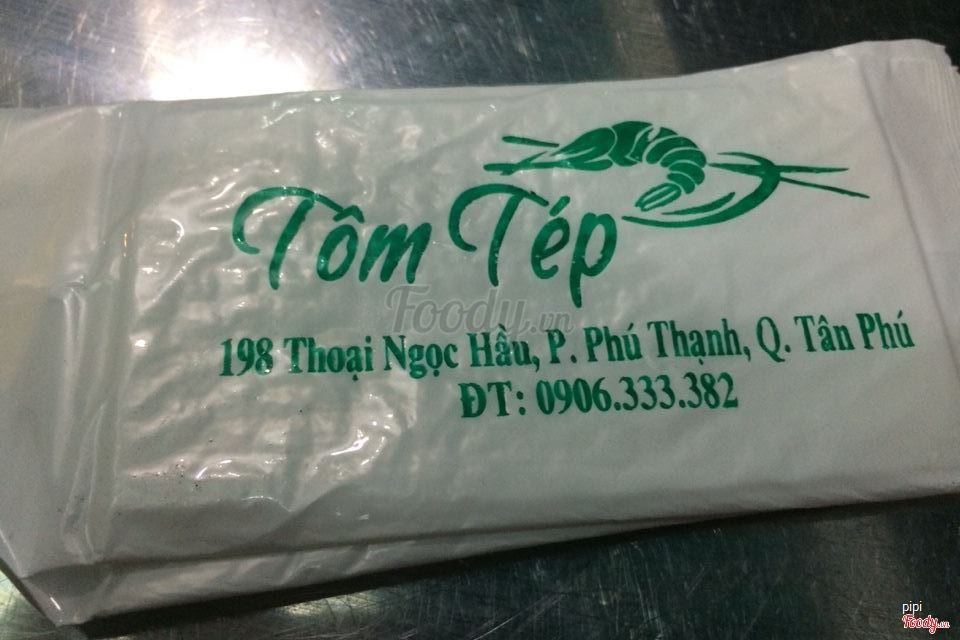 Tôm Tép
Foody.vn
198 Thoại Ngọc Hầu, P. Phú Thạnh, Q. Tân Phú
ĐT: 0906.333.382
pipi
Foody.vn